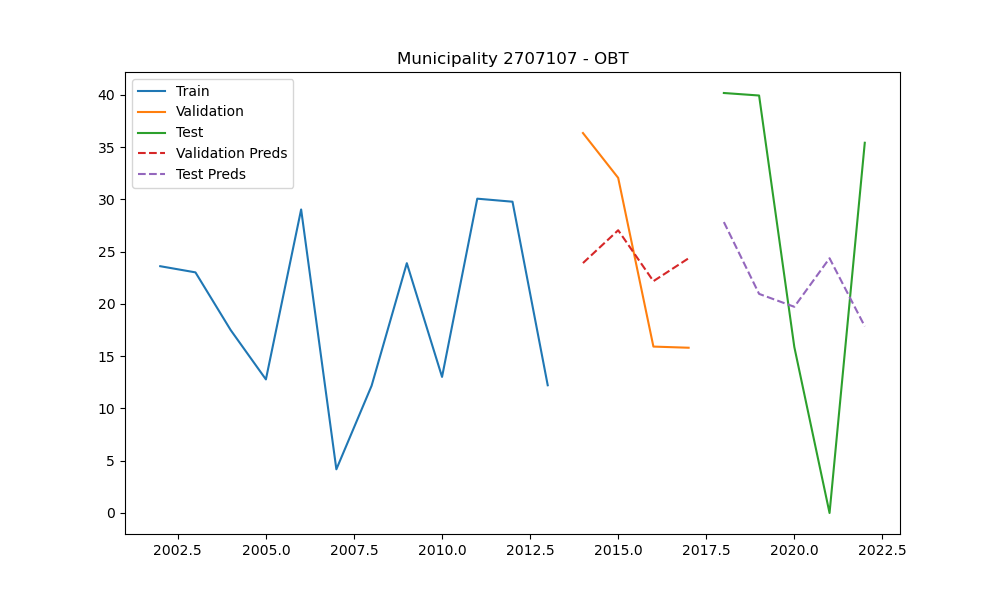 Municipality 2707107 - OBT
Train
Validation
Test
Validation Preds
Test Preds
40
35
30
25
20
15
10
5
0
2002.5 2005.0 2007.5 2010.0 2012.5 2015.0 2017.5 2020.0 2022.5